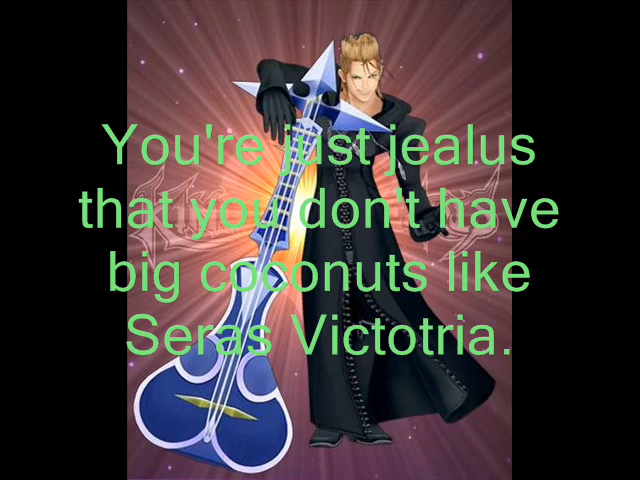 You're just jealus
that you don't have
big coconuts like
Seras Victotria.